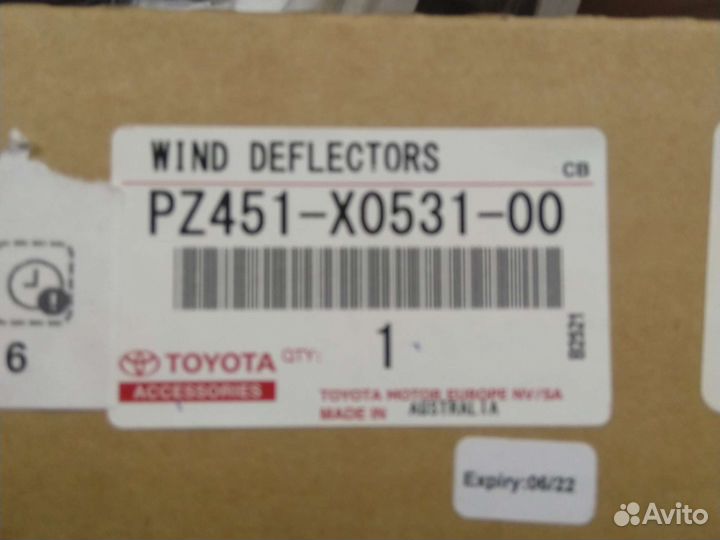 WIND DEFLECTORS
CB
PZ451-X0531-00
6
TOYOTA QTY: 1
ACCESSORIES
B2521
TOYOTA MOTOR EUROPE NV/SA
MADE IN AUSTRALIA
Expiry:06/22
Avito